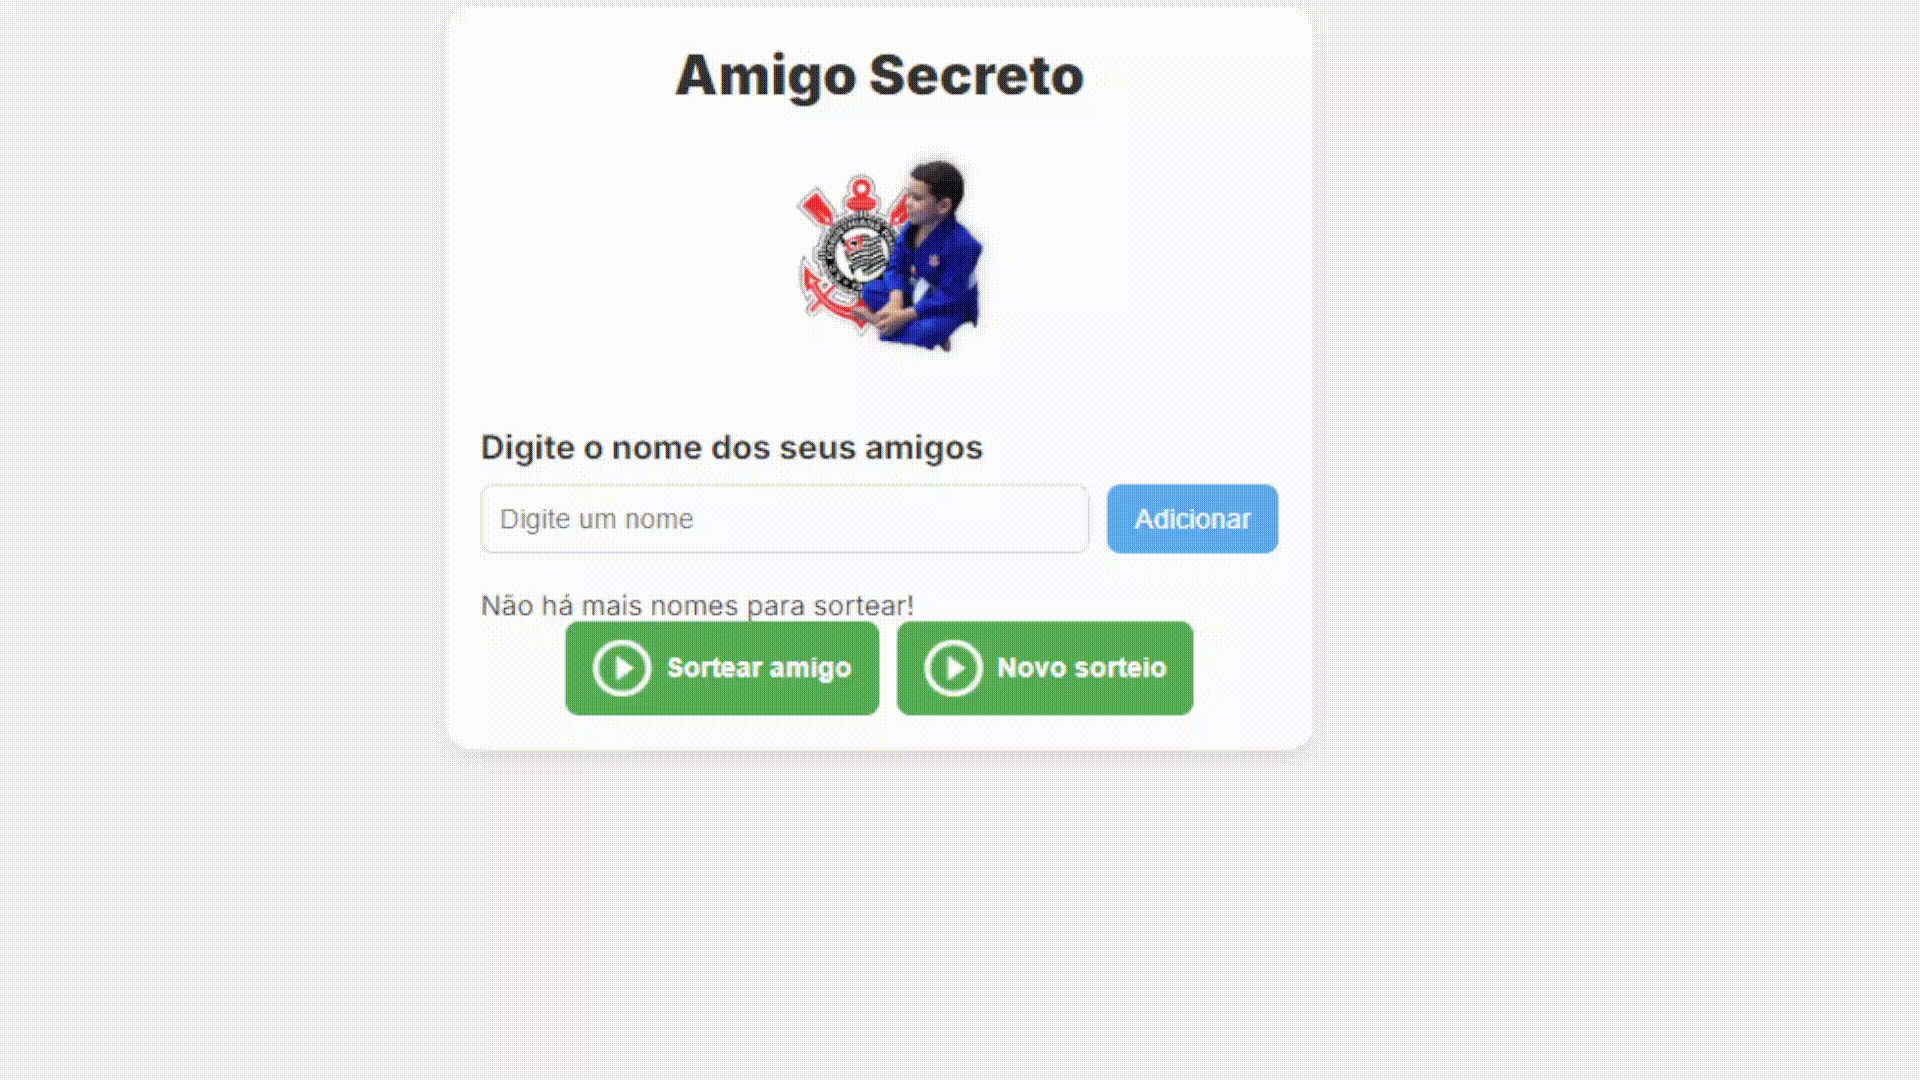 Amigo Secreto
Digite o nome dos seus amigos
Digite um nome
Adicionar
Não há mais nomes para sortear!
Sortear amigo
Novo sorteio